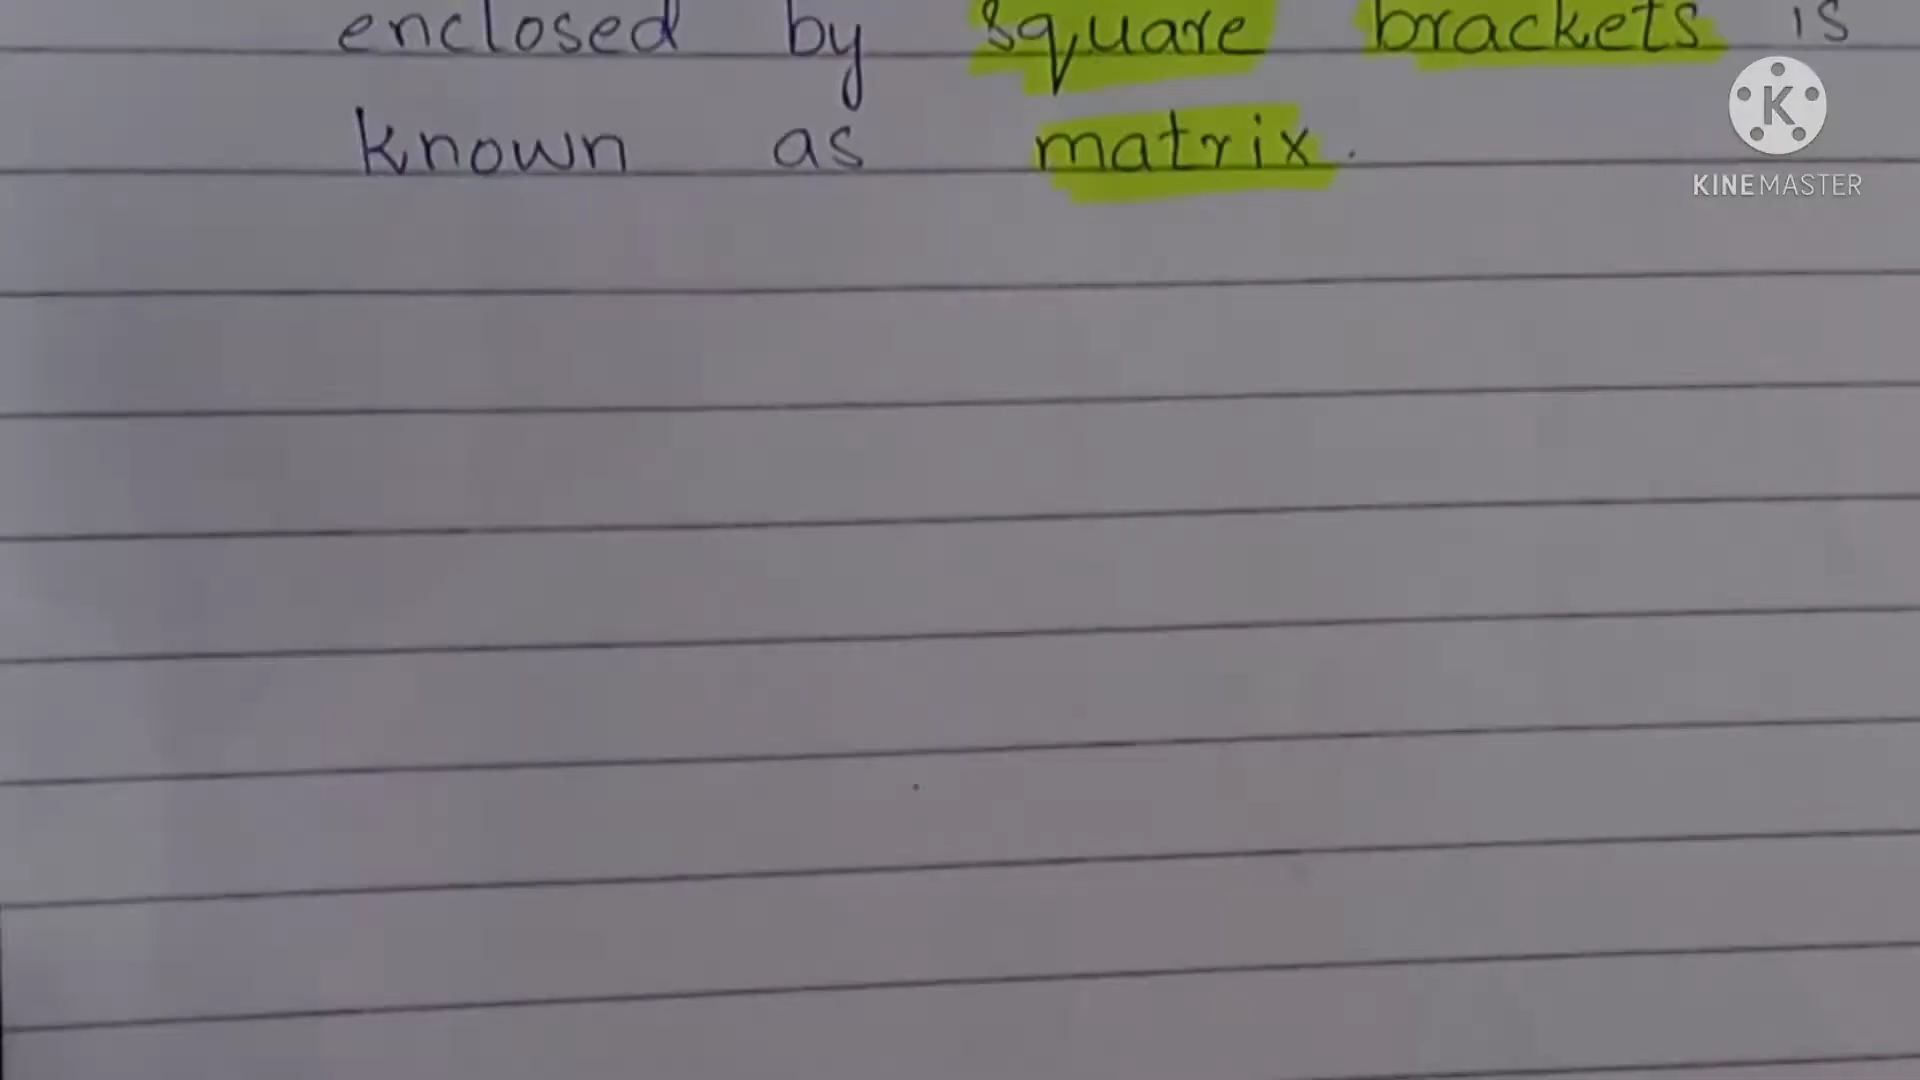 enclosed by square brackets is
known as matrix.
K
KINEMASTER